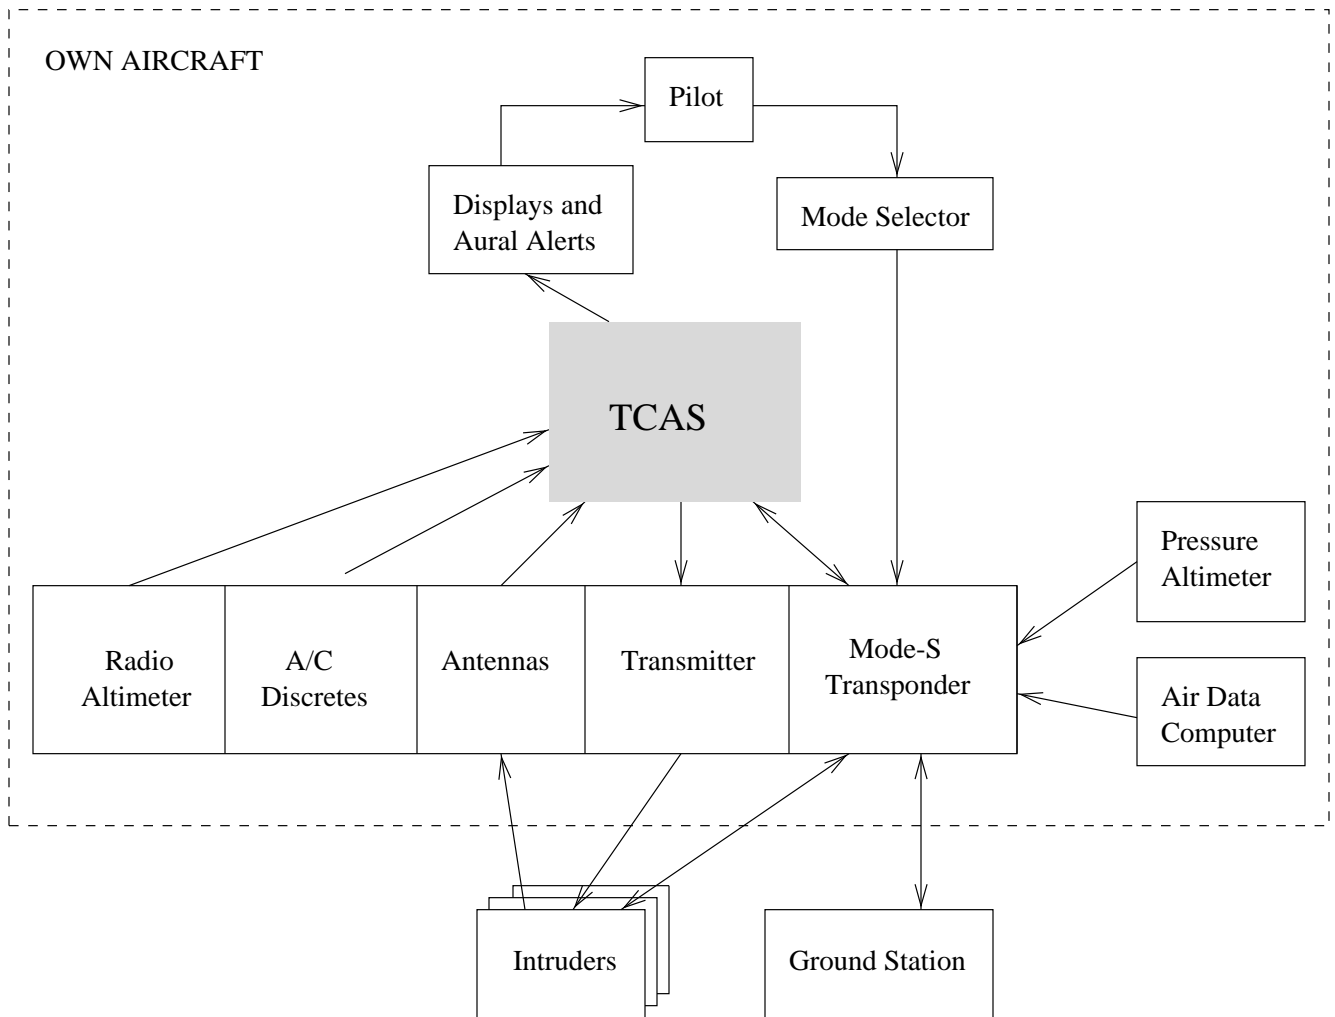 OWN AIRCRAFT
Pilot
Displays and
Aural Alerts
Mode Selector
TCAS
Pressure
Altimeter
Radio
Altimeter
A/C
Discretes
Antennas
Transmitter
Mode-S
Transponder
Air Data
Computer
Intruders
Ground Station